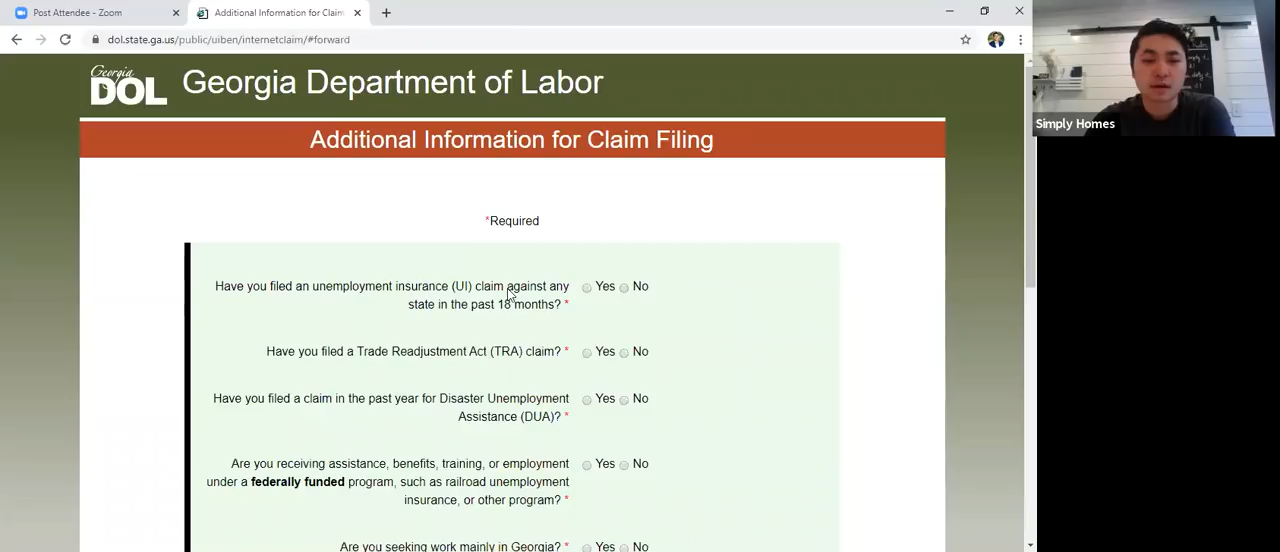 Post Attendee - Zoom
Additional Information for Claim
dol.state.ga.us/public/uiben/internetclaim/#forward
Georgia
DOL
Georgia Department of Labor
Simply Homes
Additional Information for Claim Filing
*Required
Have you filed an unemployment insurance (UI) claim against any
state in the past 18 months? *
Yes No
Have you filed a Trade Readjustment Act (TRA) claim? *
Yes No
Have you filed a claim in the past year for Disaster Unemployment
Assistance (DUA)? *
Yes No
Are you receiving assistance, benefits, training, or employment
under a federally funded program, such as railroad unemployment
insurance, or other program? *
Yes No
Are you seeking work mainly in Georgia? *
Yes No